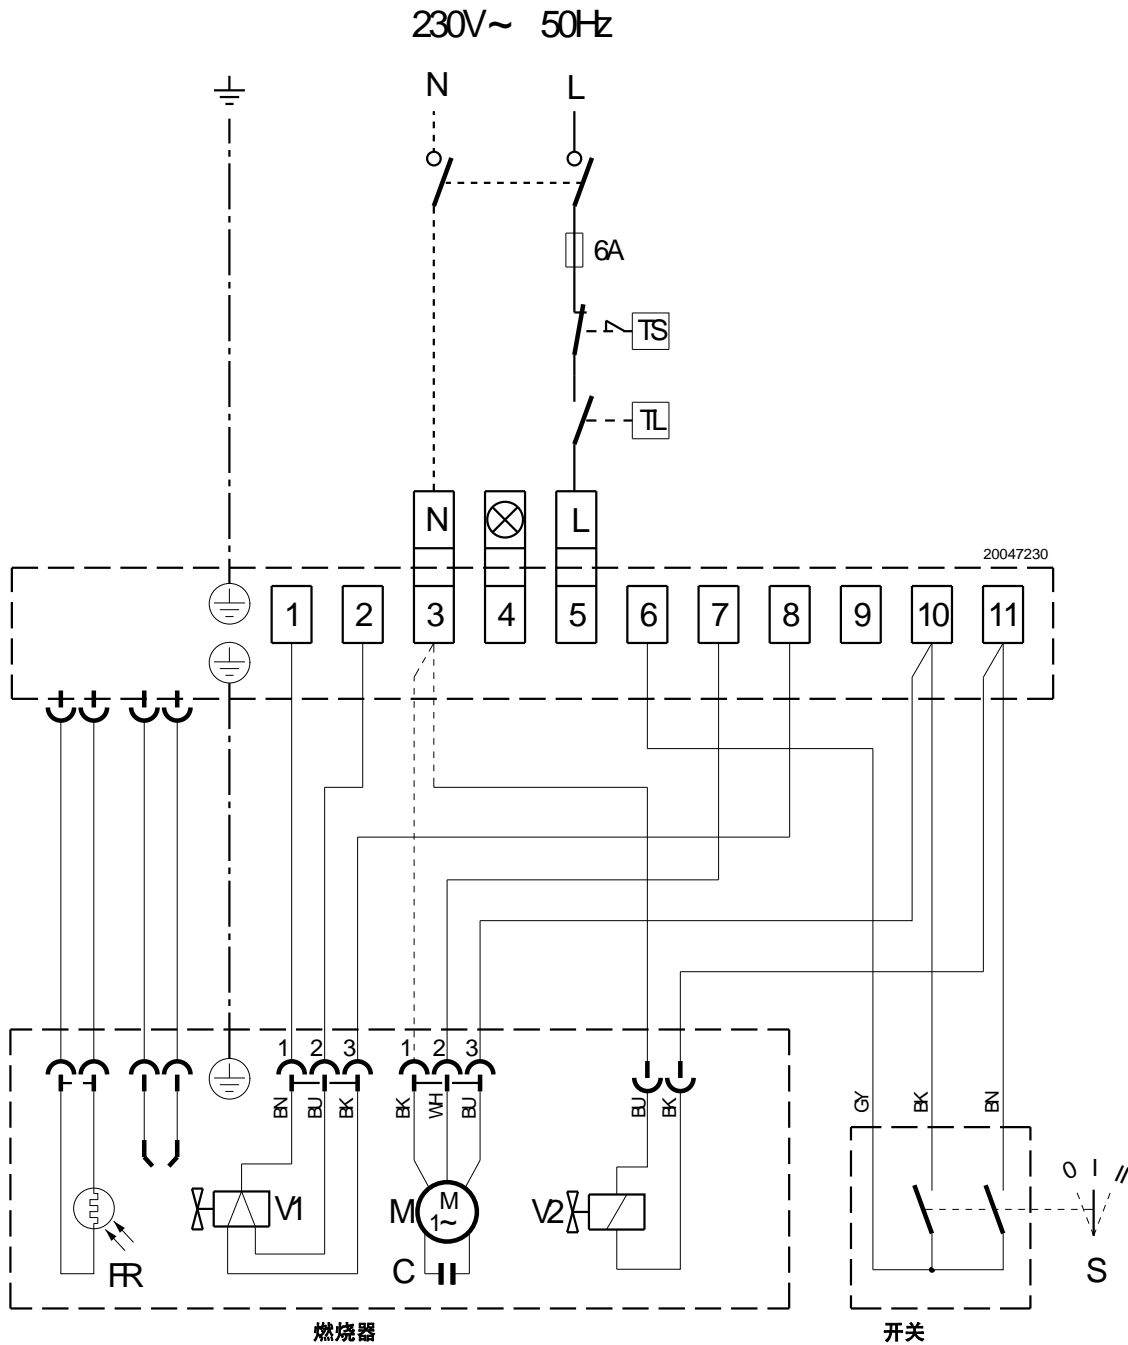 230V~ 50Hz
N L
6A
TS
TL
N L
20047230
1 2 3 4 5 6 7 8 9 10 11
1 2 3 1 2 3
BN BU BK BK WH BU BU BK GY BK BN
0 I II
V1 M M 1~ V2
FR C S
燃烧器 开关